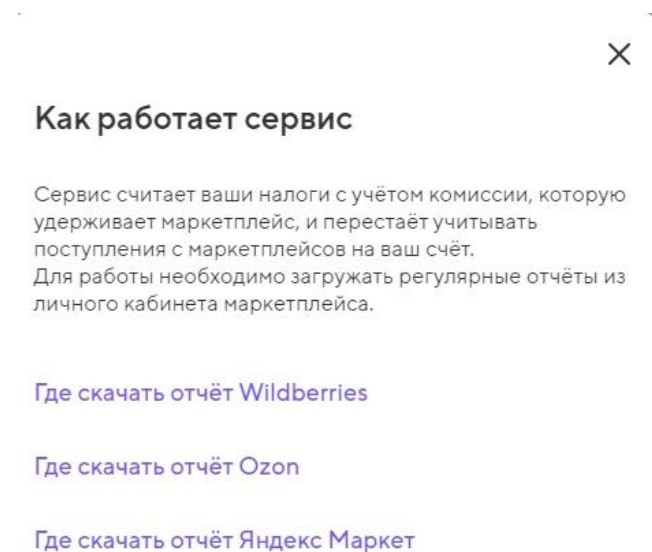 Как работает сервис
Сервис считает ваши налоги с учётом комиссии, которую
удерживает маркетплейс, и перестаёт учитывать
поступления с маркетплейсов на ваш счёт.
Для работы необходимо загружать регулярные отчёты из
личного кабинета маркетплейса.
Где скачать отчёт Wildberries
Где скачать отчёт Ozon
Где скачать отчёт Яндекс Маркет